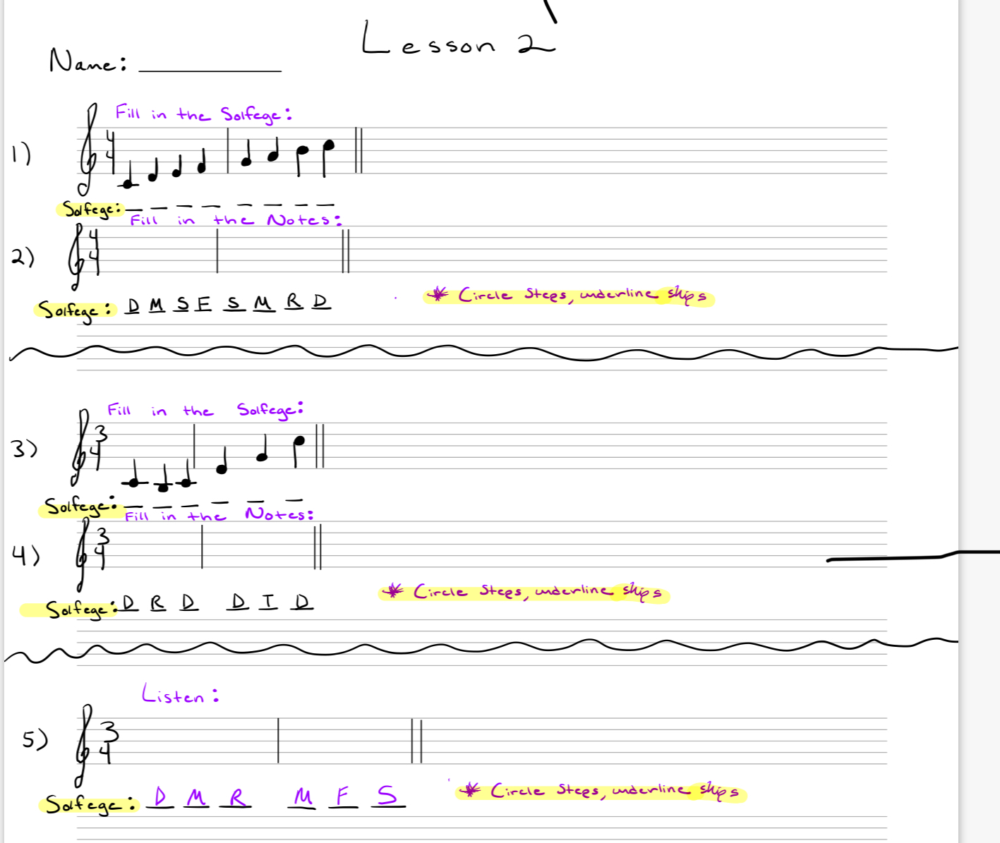 Lesson 2
Name:
Fill in the Solfege:
1) 4 4
Solfege:
Fill in the Notes:
2) 4 4
Solfege: D M S F S M R D
* Circle Steps, underline skips
Fill in the Solfege:
3) 3 4
Solfege:
Fill in the Notes:
4) 3 4
Solfege: D R D D T D
* Circle Steps, underline skips
Listen:
5) 3 4
Solfege: D M R M F S
* Circle Steps, underline skips